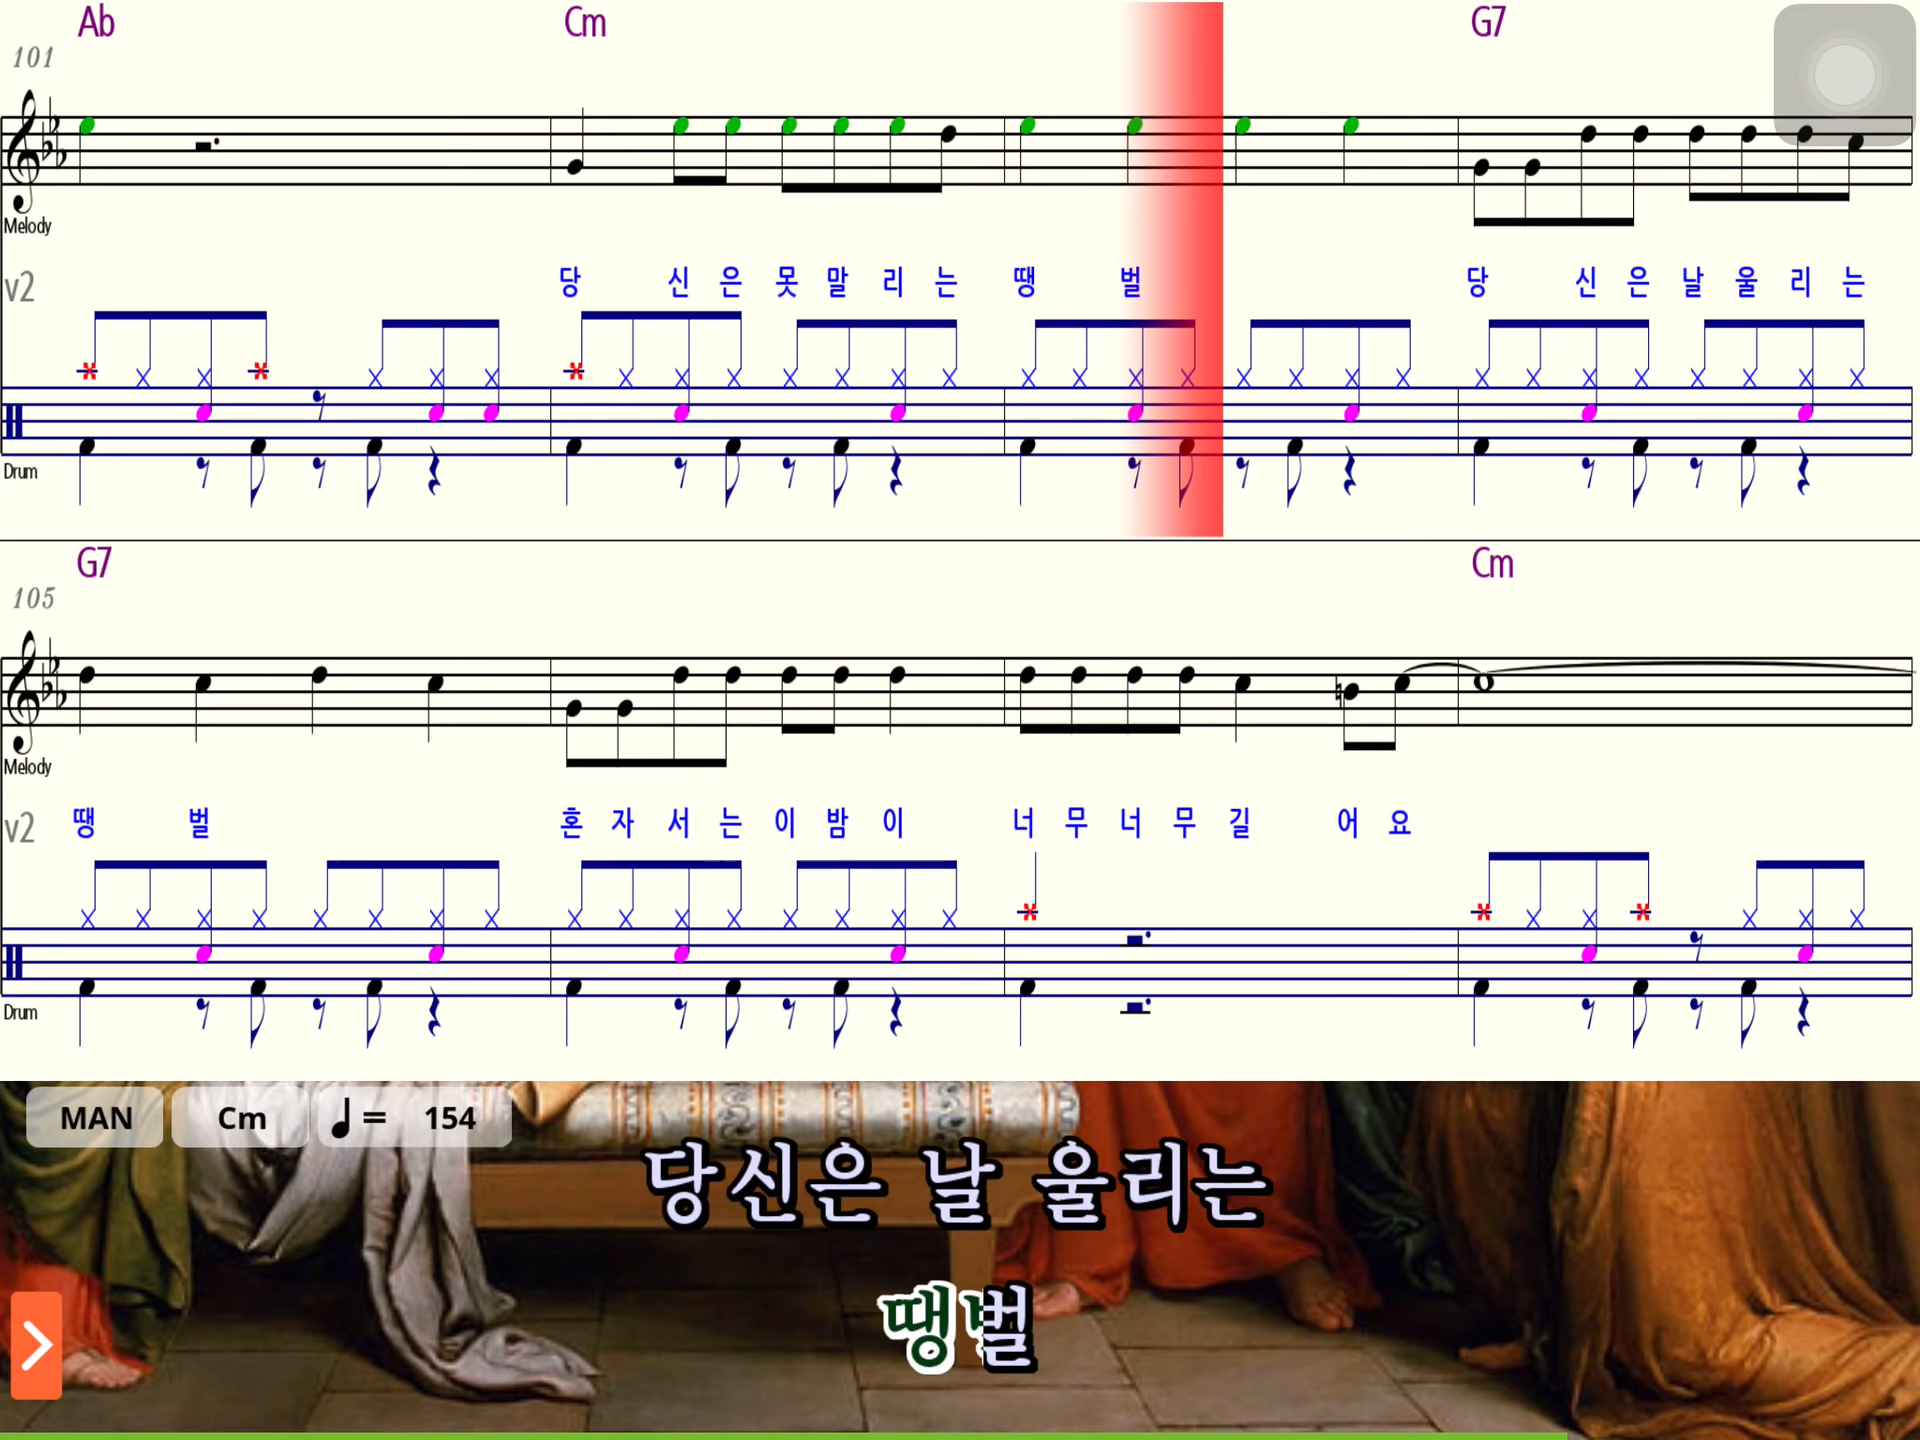 Ab Cm G7
101
Melody
v2 당 신 은 못 말 리 는 땡 벌 당 신 은 날 울 리 는
Drum
G7 Cm
105
Melody
v2 땡 벌 혼 자 서 는 이 밤 이 너 무 너 무 길 어 요
Drum
MAN Cm ♩ = 154
당신은 날 울리는
땡벌